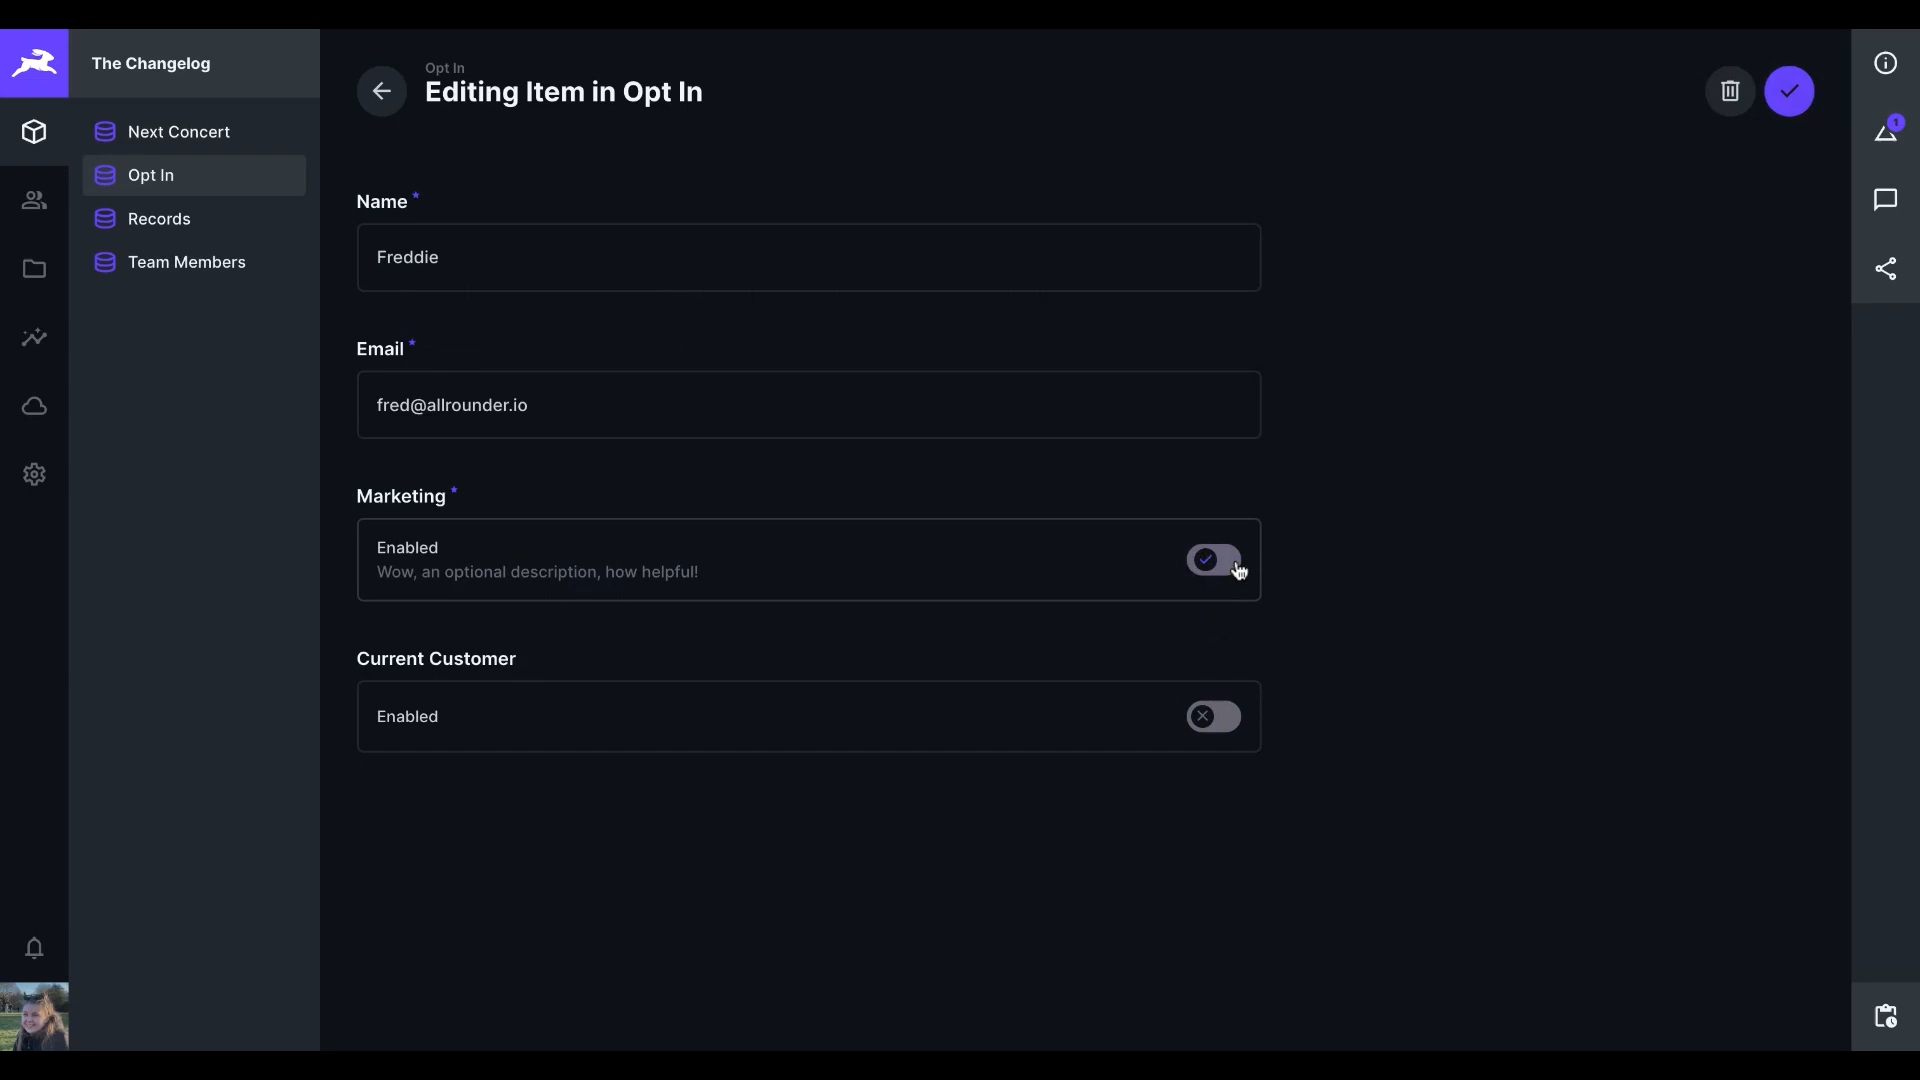 The Changelog
Next Concert
Opt In
Records
Team Members
Opt In
Editing Item in Opt In
Name *
Freddie
Email *
fred@allrounder.io
Marketing *
Enabled
Wow, an optional description, how helpful!
Current Customer
Enabled
1